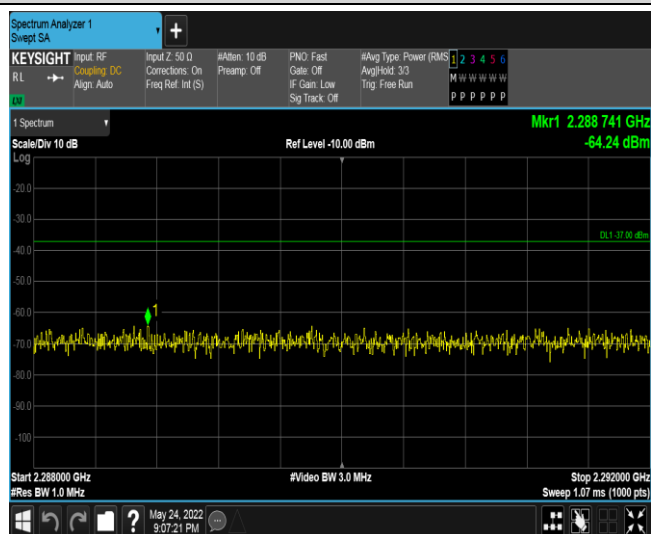 Spectrum Analyzer 1
Swept SA
+
KEYSIGHT
RL
LXI
Input: RF
Coupling: DC
Align: Auto
Input Z: 50 Ω
Corrections: On
Freq Ref: Int (S)
#Atten: 10 dB
Preamp: Off
PNO: Fast
Gate: Off
IF Gain: Low
Sig Track: Off
#Avg Type: Power (RMS
Avg|Hold: 3/3
Trig: Free Run
1 2 3 4 5 6
M W W W W W
P P P P P P
1 Spectrum
Mkr1 2.288 741 GHz
Scale/Div 10 dB
Ref Level -10.00 dBm
-64.24 dBm
Log
-20.0
-30.0
DL1 -37.00 dBm
-40.0
-50.0
-60.0
1
-70.0
-80.0
-90.0
-100
Start 2.288000 GHz
#Video BW 3.0 MHz
Stop 2.292000 GHz
#Res BW 1.0 MHz
Sweep 1.07 ms (1000 pts)
?
May 24, 2022
9:07:21 PM